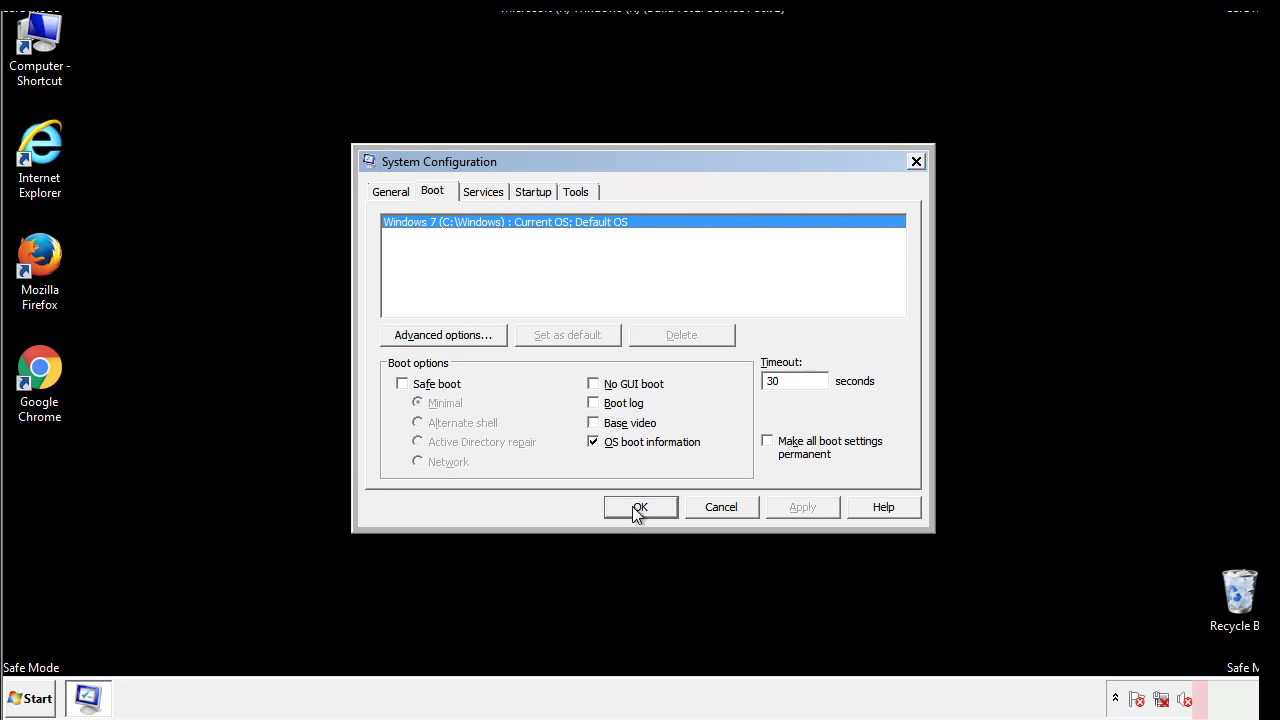 Computer -
Shortcut
Internet
Explorer
Mozilla
Firefox
Google
Chrome
System Configuration
General Boot Services Startup Tools
Windows 7 (C:\Windows) : Current OS; Default OS
Advanced options... Set as default Delete
Boot options
Timeout:
Safe boot No GUI boot
30 seconds
Minimal Boot log
Alternate shell Base video
Active Directory repair OS boot information
Make all boot settings
permanent
Network
OK Cancel Apply Help
Recycle B
Safe Mode
Safe M
Start